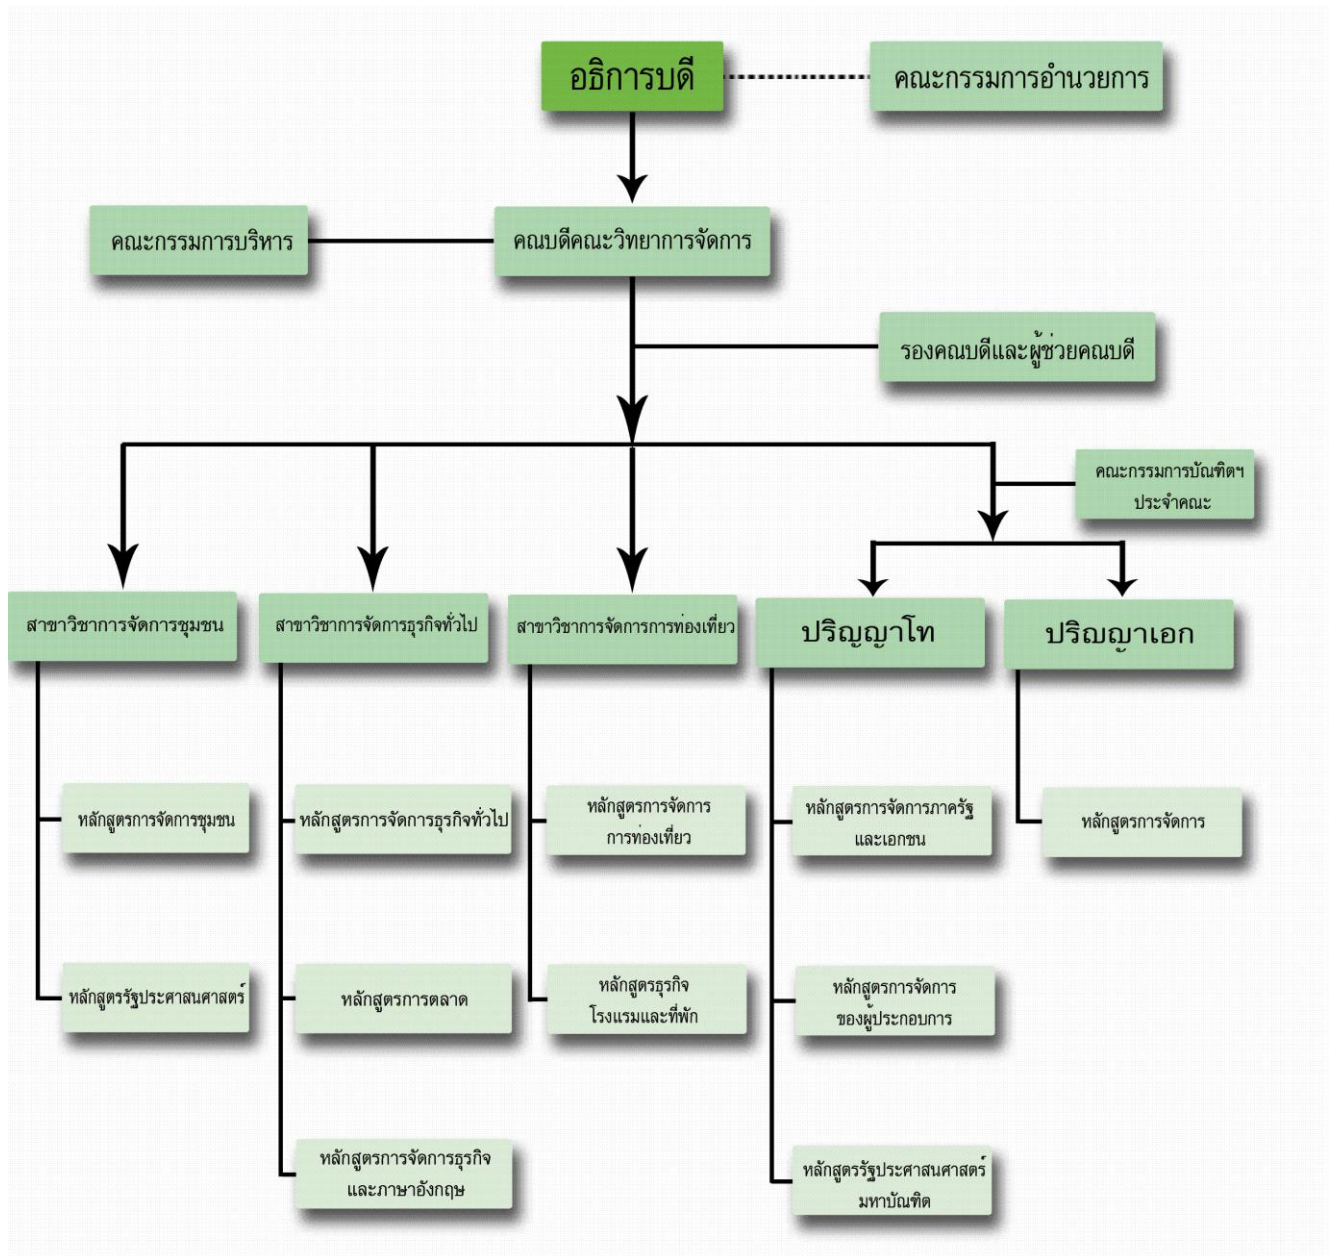 อธิการบดี
คณะกรรมการอำนวยการ
คณะกรรมการบริหาร
คณบดีคณะวิทยาการจัดการ
รองคณบดีและผู้ช่วยคณบดี
คณะกรรมการบัณฑิตฯ
ประจำคณะ
สาขาวิชาการจัดการชุมชน
สาขาวิชาการจัดการธุรกิจทั่วไป
สาขาวิชาการจัดการการท่องเที่ยว
ปริญญาโท
ปริญญาเอก
หลักสูตรการจัดการชุมชน
หลักสูตรการจัดการธุรกิจทั่วไป
หลักสูตรการจัดการ
การท่องเที่ยว
หลักสูตรการจัดการภาครัฐ
และเอกชน
หลักสูตรการจัดการ
หลักสูตรรัฐประศาสนศาสตร์
หลักสูตรการตลาด
หลักสูตรธุรกิจ
โรงแรมและที่พัก
หลักสูตรการจัดการ
ของผู้ประกอบการ
หลักสูตรการจัดการธุรกิจ
และภาษาอังกฤษ
หลักสูตรรัฐประศาสนศาสตร์
มหาบัณฑิต